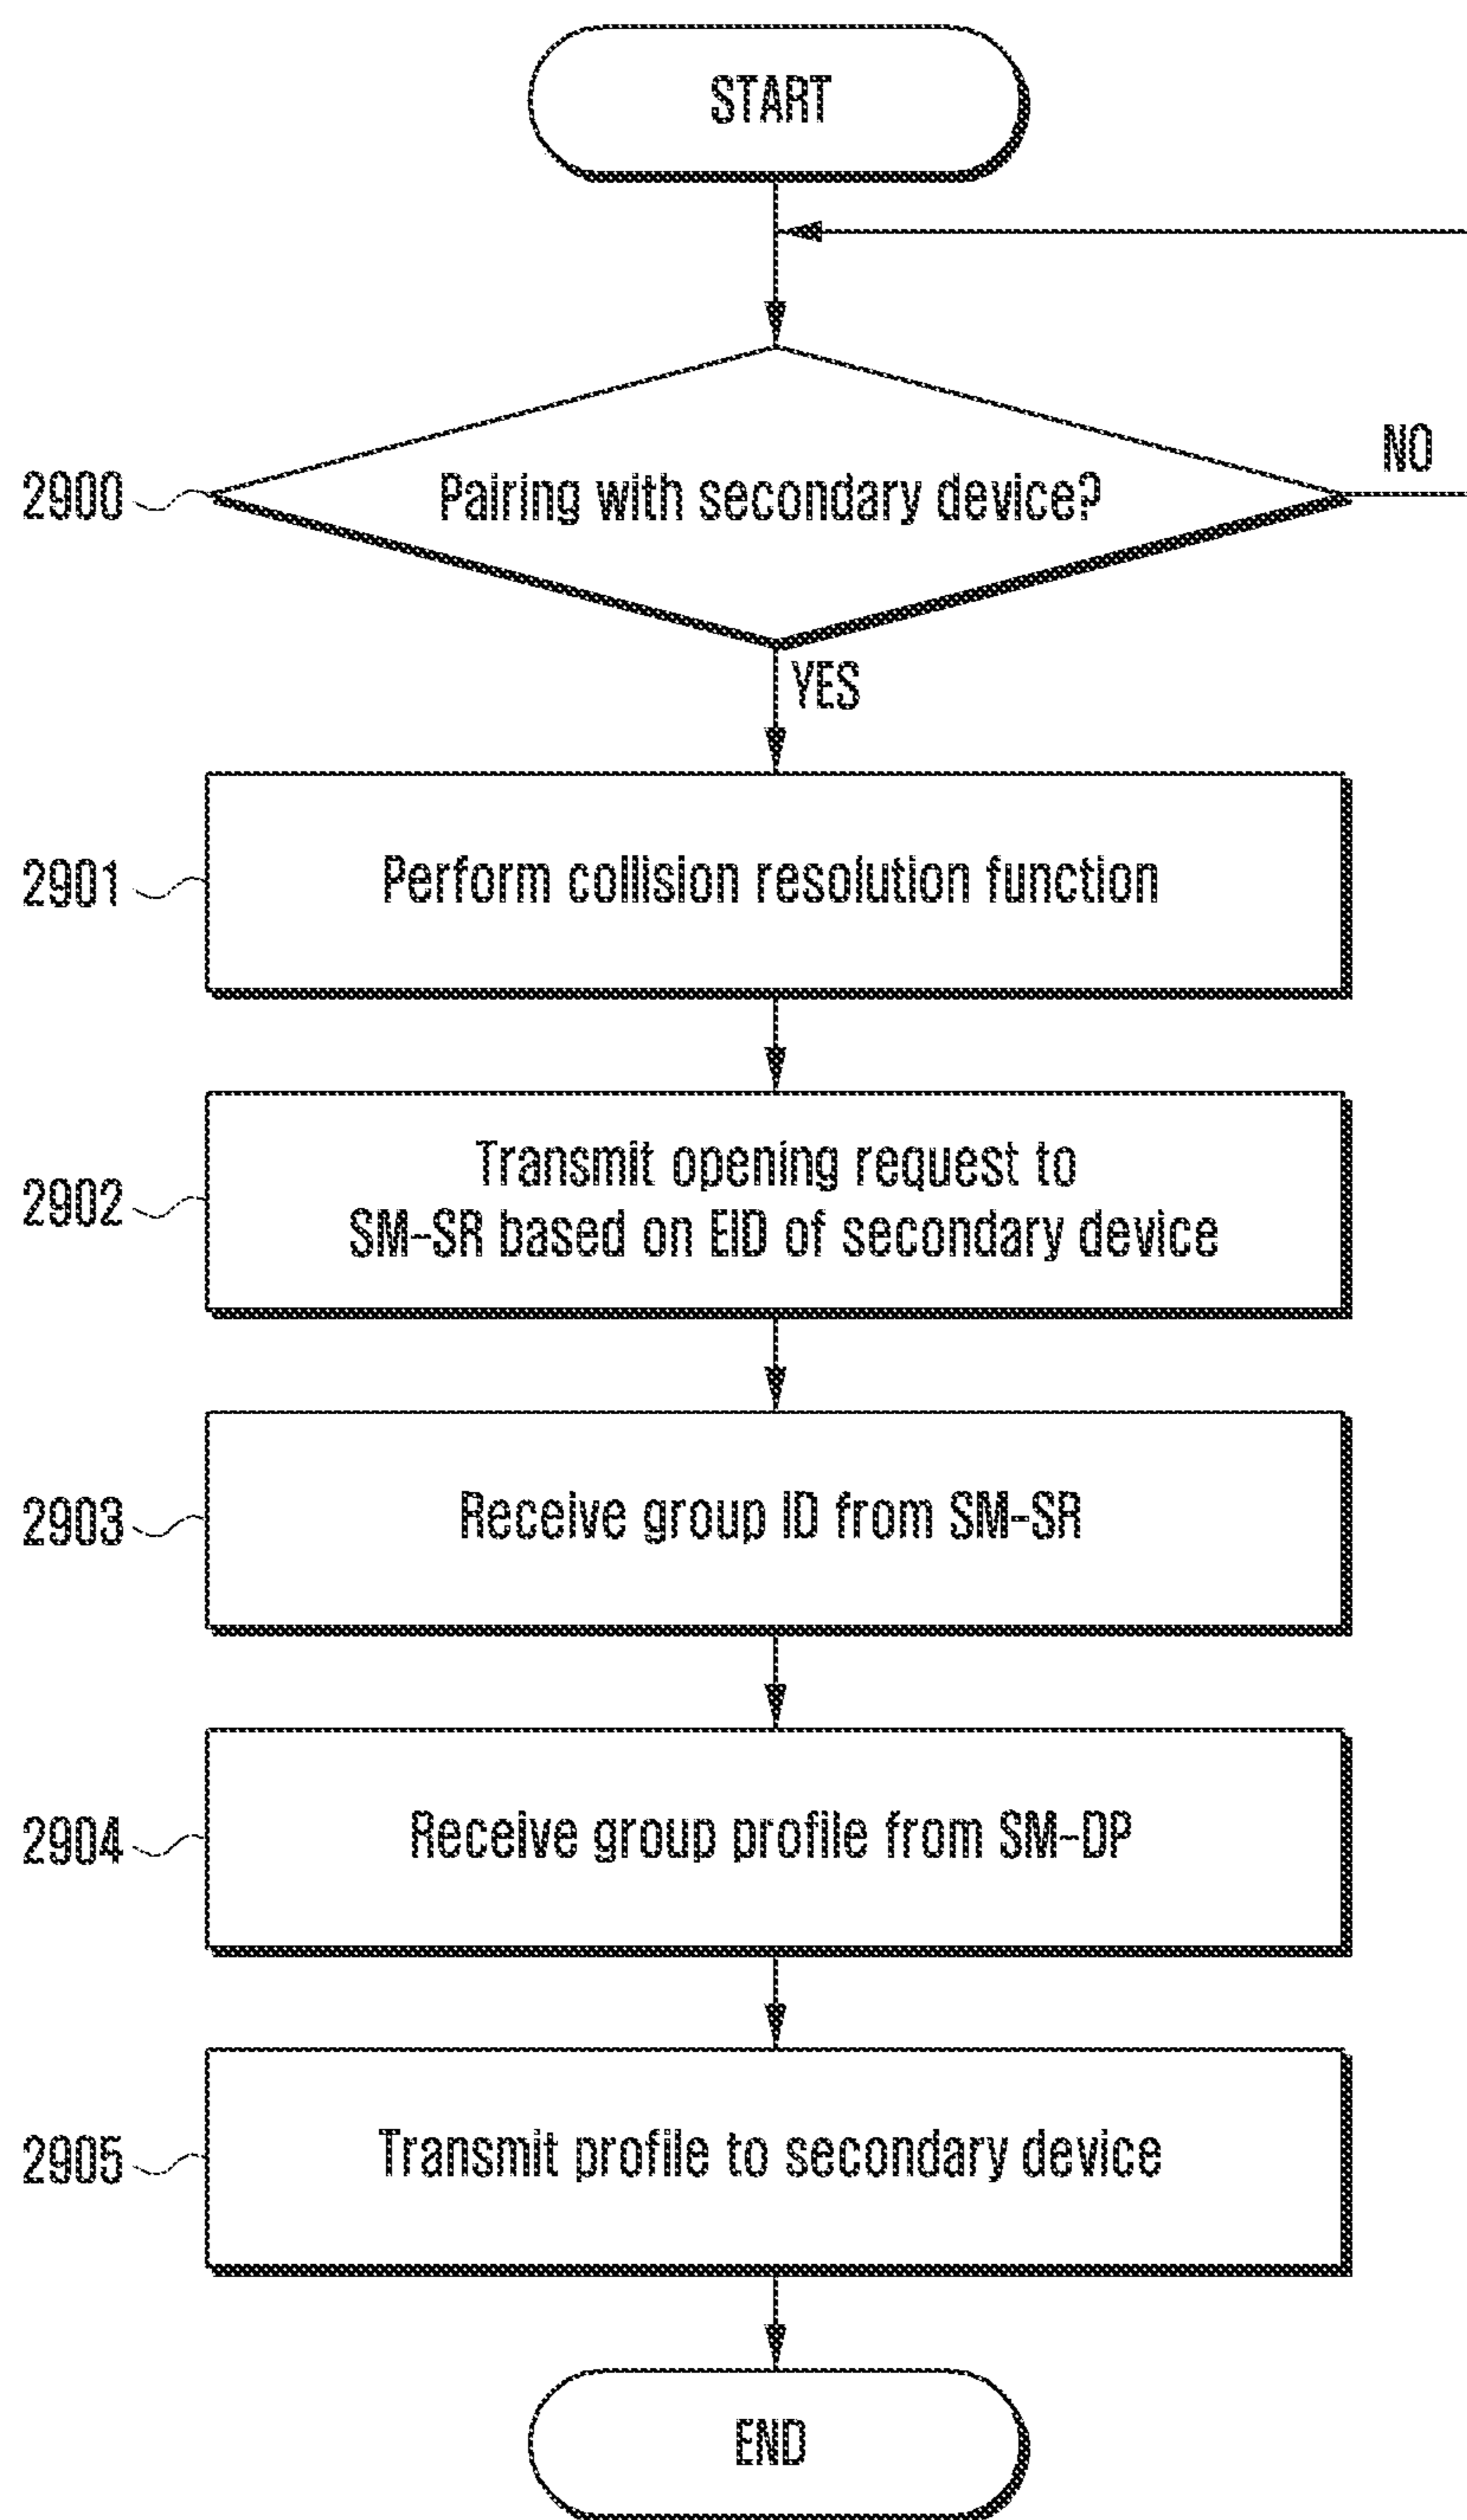 START
2900
Pairing with secondary device?
NO
YES
2901
Perform collision resolution function
2902
Transmit opening request to
SM-SR based on EID of secondary device
2903
Receive group ID from SM-SR
2904
Receive group profile from SM-DP
2905
Transmit profile to secondary device
END